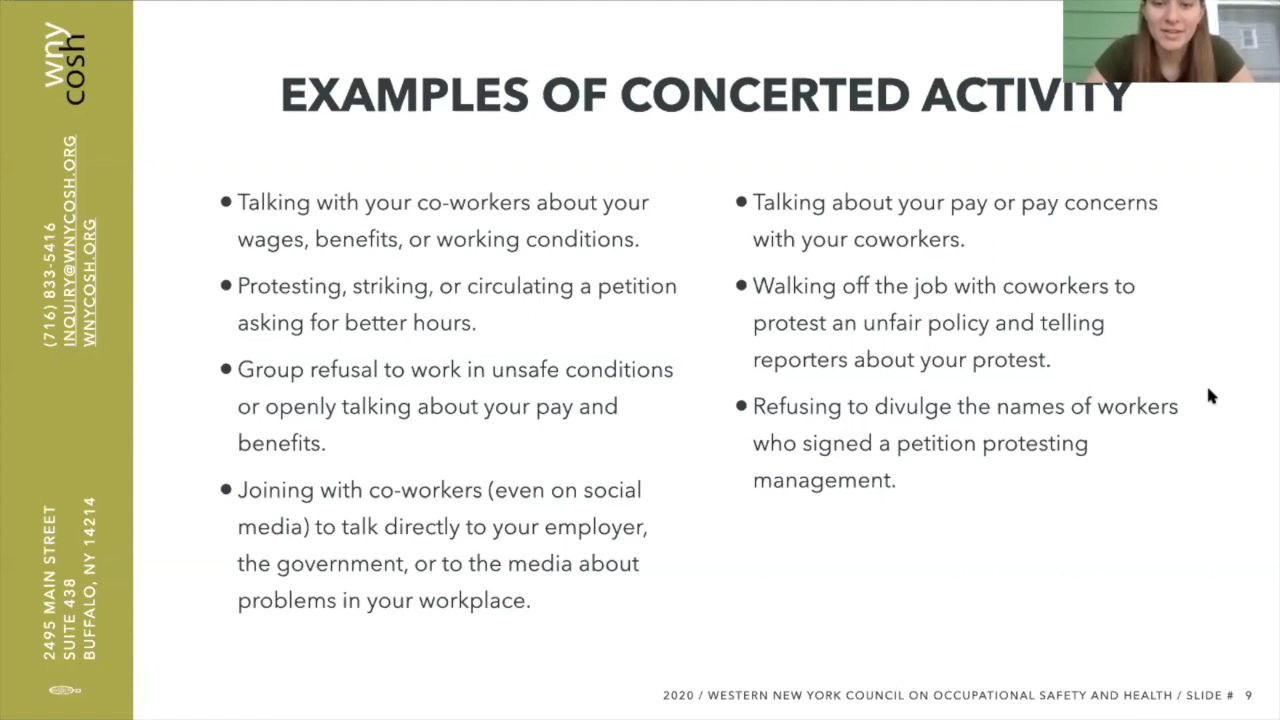 wny
cosh
(716) 833-5416
INQUIRY@WNYCOSH.ORG
WNYCOSH.ORG
2495 MAIN STREET
SUITE 438
BUFFALO, NY 14214
EXAMPLES OF CONCERTED ACTIVITY
• Talking with your co-workers about your
wages, benefits, or working conditions.
• Protesting, striking, or circulating a petition
asking for better hours.
• Group refusal to work in unsafe conditions
or openly talking about your pay and
benefits.
• Joining with co-workers (even on social
media) to talk directly to your employer,
the government, or to the media about
problems in your workplace.
• Talking about your pay or pay concerns
with your coworkers.
• Walking off the job with coworkers to
protest an unfair policy and telling
reporters about your protest.
• Refusing to divulge the names of workers
who signed a petition protesting
management.
2020 / WESTERN NEW YORK COUNCIL ON OCCUPATIONAL SAFETY AND HEALTH / SLIDE # 9